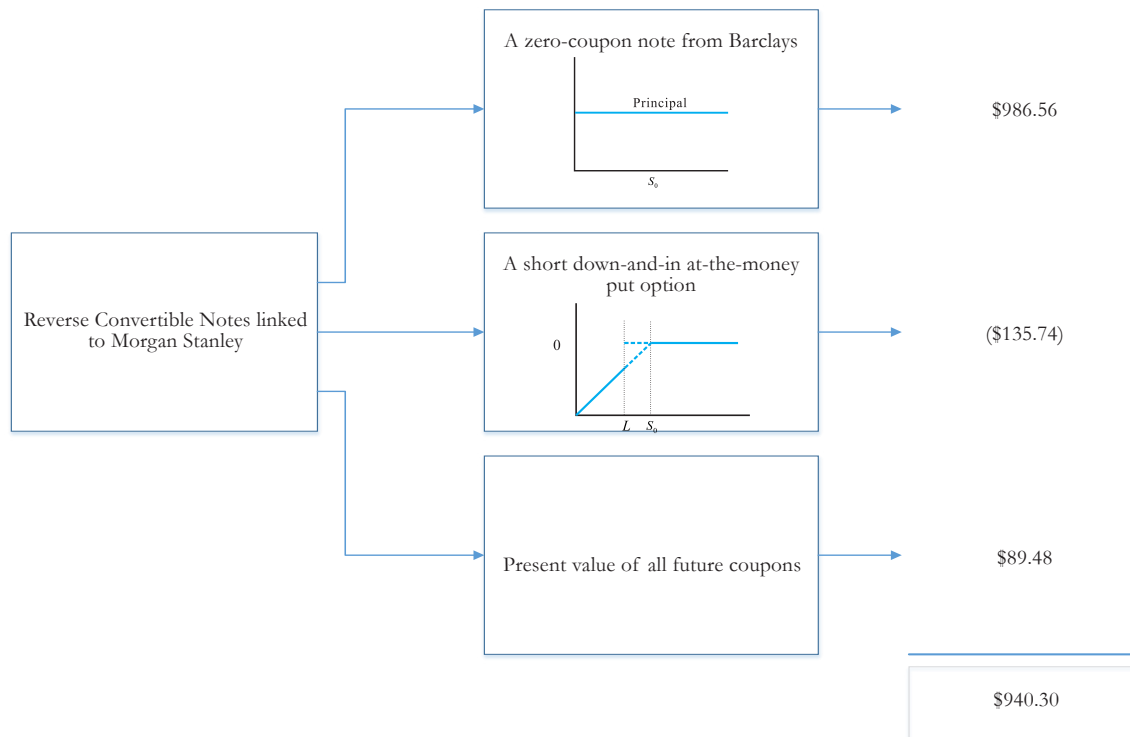 A zero-coupon note from Barclays
Principal
S₀
$986.56
Reverse Convertible Notes linked
to Morgan Stanley
A short down-and-in at-the-money
put option
0
L S₀
($135.74)
Present value of all future coupons
$89.48
$940.30